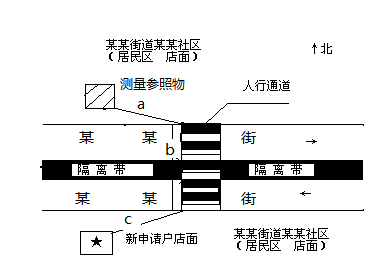 某某街道某某社区
（居民区 店面）
↑北
测量参照物
人行通道
a
某 某 街 →
b
隔离带 隔离带
某 某 街 ←
c
★ 新申请户店面
某某街道某某社区
（居民区 店面）